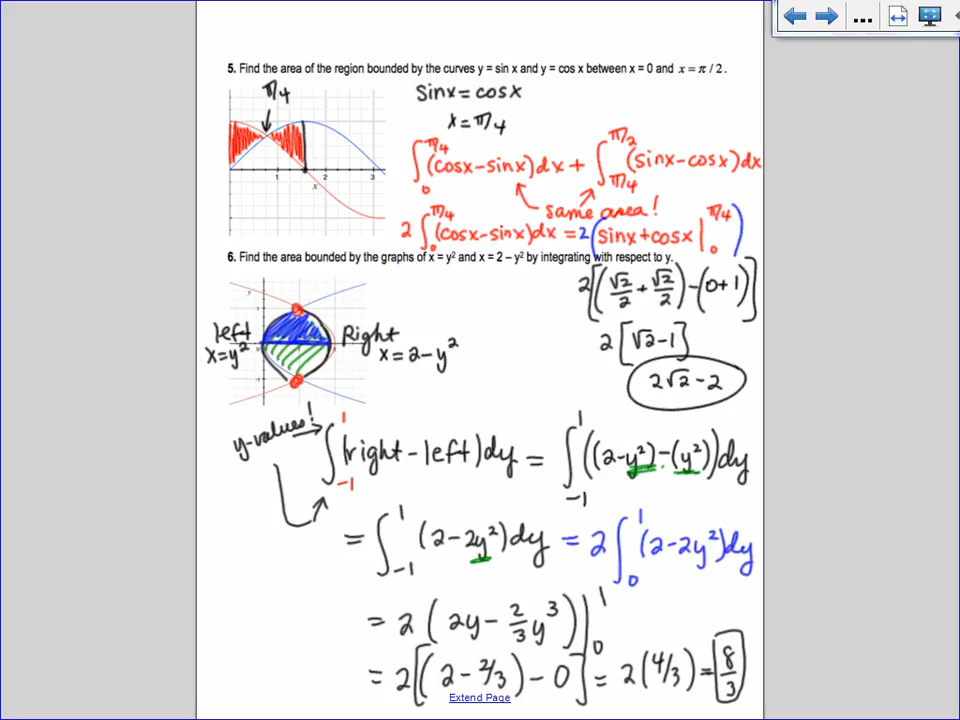 ...
5. Find the area of the region bounded by the curves y = sin x and y = cos x between x = 0 and x = π / 2.
π/4
sinx = cosx
x = π/4
1 2 3
x
∫₀^π/4 (cosx - sinx)dx + ∫π/4^π/2 (sinx - cosx)dx
same area!
2 ∫₀^π/4 (cosx - sinx)dx = 2( sinx + cosx |₀^π/4 )
6. Find the area bounded by the graphs of x = y² and x = 2 – y² by integrating with respect to y.
2[(√2/2 + √2/2) - (0+1)]
2[√2 - 1]
2√2 - 2
y
1
0
-1
left
x = y²
Right
x = 2 - y²
y-values!
∫₋₁¹ (right - left)dy = ∫₋₁¹ ((2 - y²) - (y²))dy
= ∫₋₁¹ (2 - 2y²)dy = 2 ∫₀¹ (2 - 2y²)dy
= 2 ( 2y - 2/3 y³ ) |₀¹
= 2[(2 - 2/3) - 0] = 2(4/3) = 8/3
Extend Page